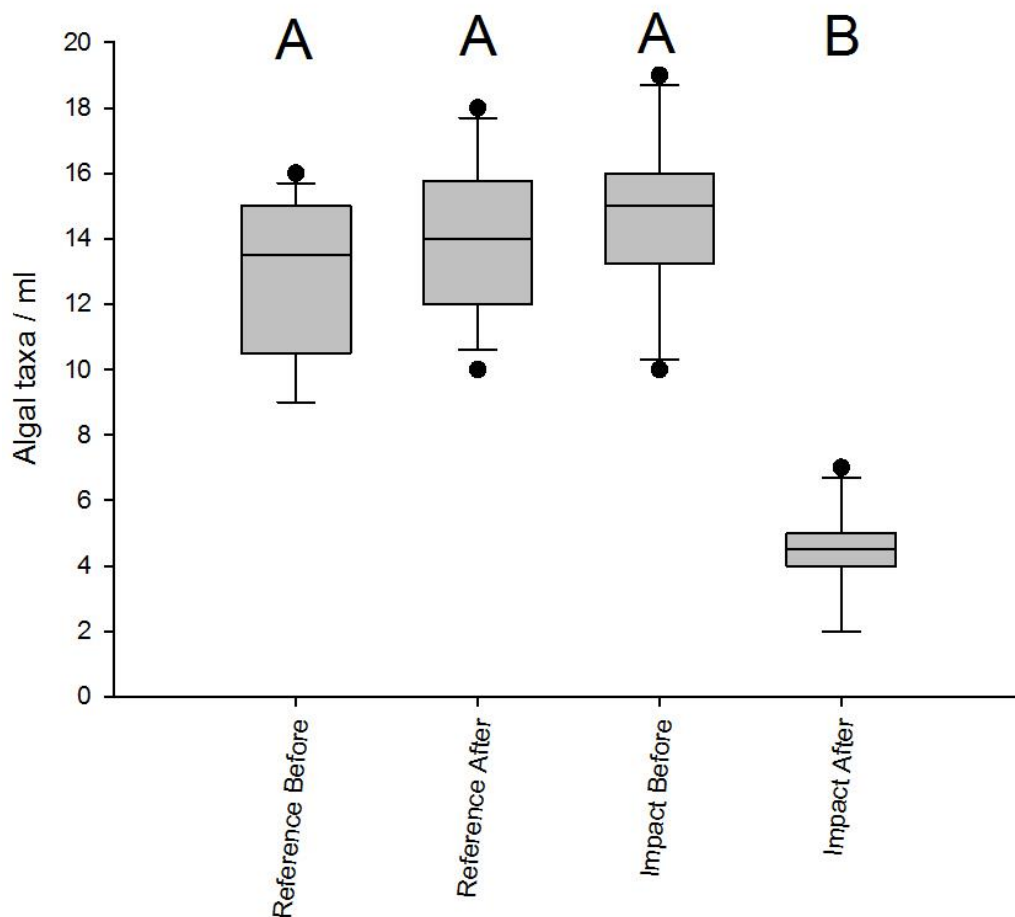 A A A B
20
18
16
14
12
10
8
6
4
2
0
Algal taxa / ml
Reference Before
Reference After
Impact Before
Impact After